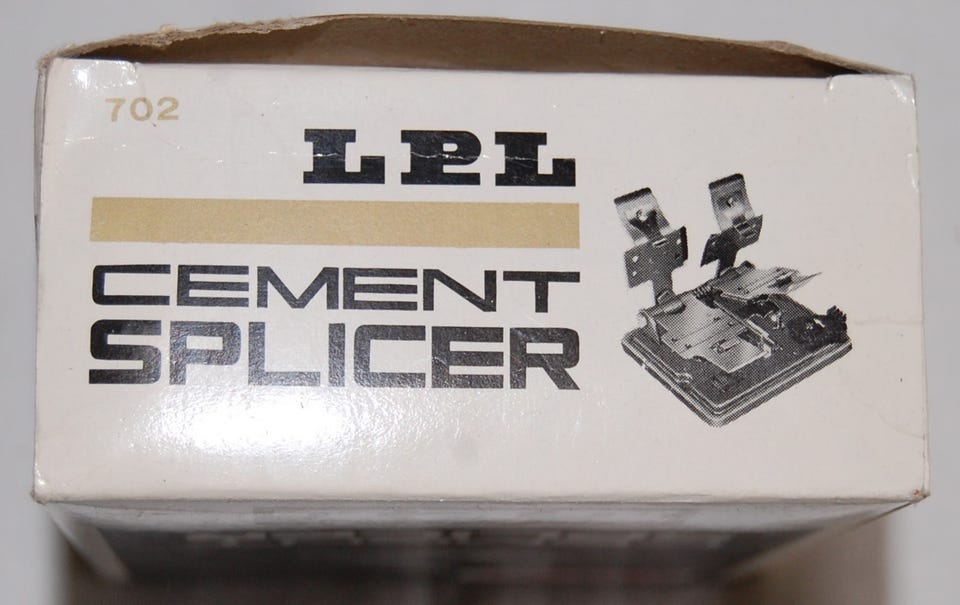 702
LPL
CEMENT
SPLICER